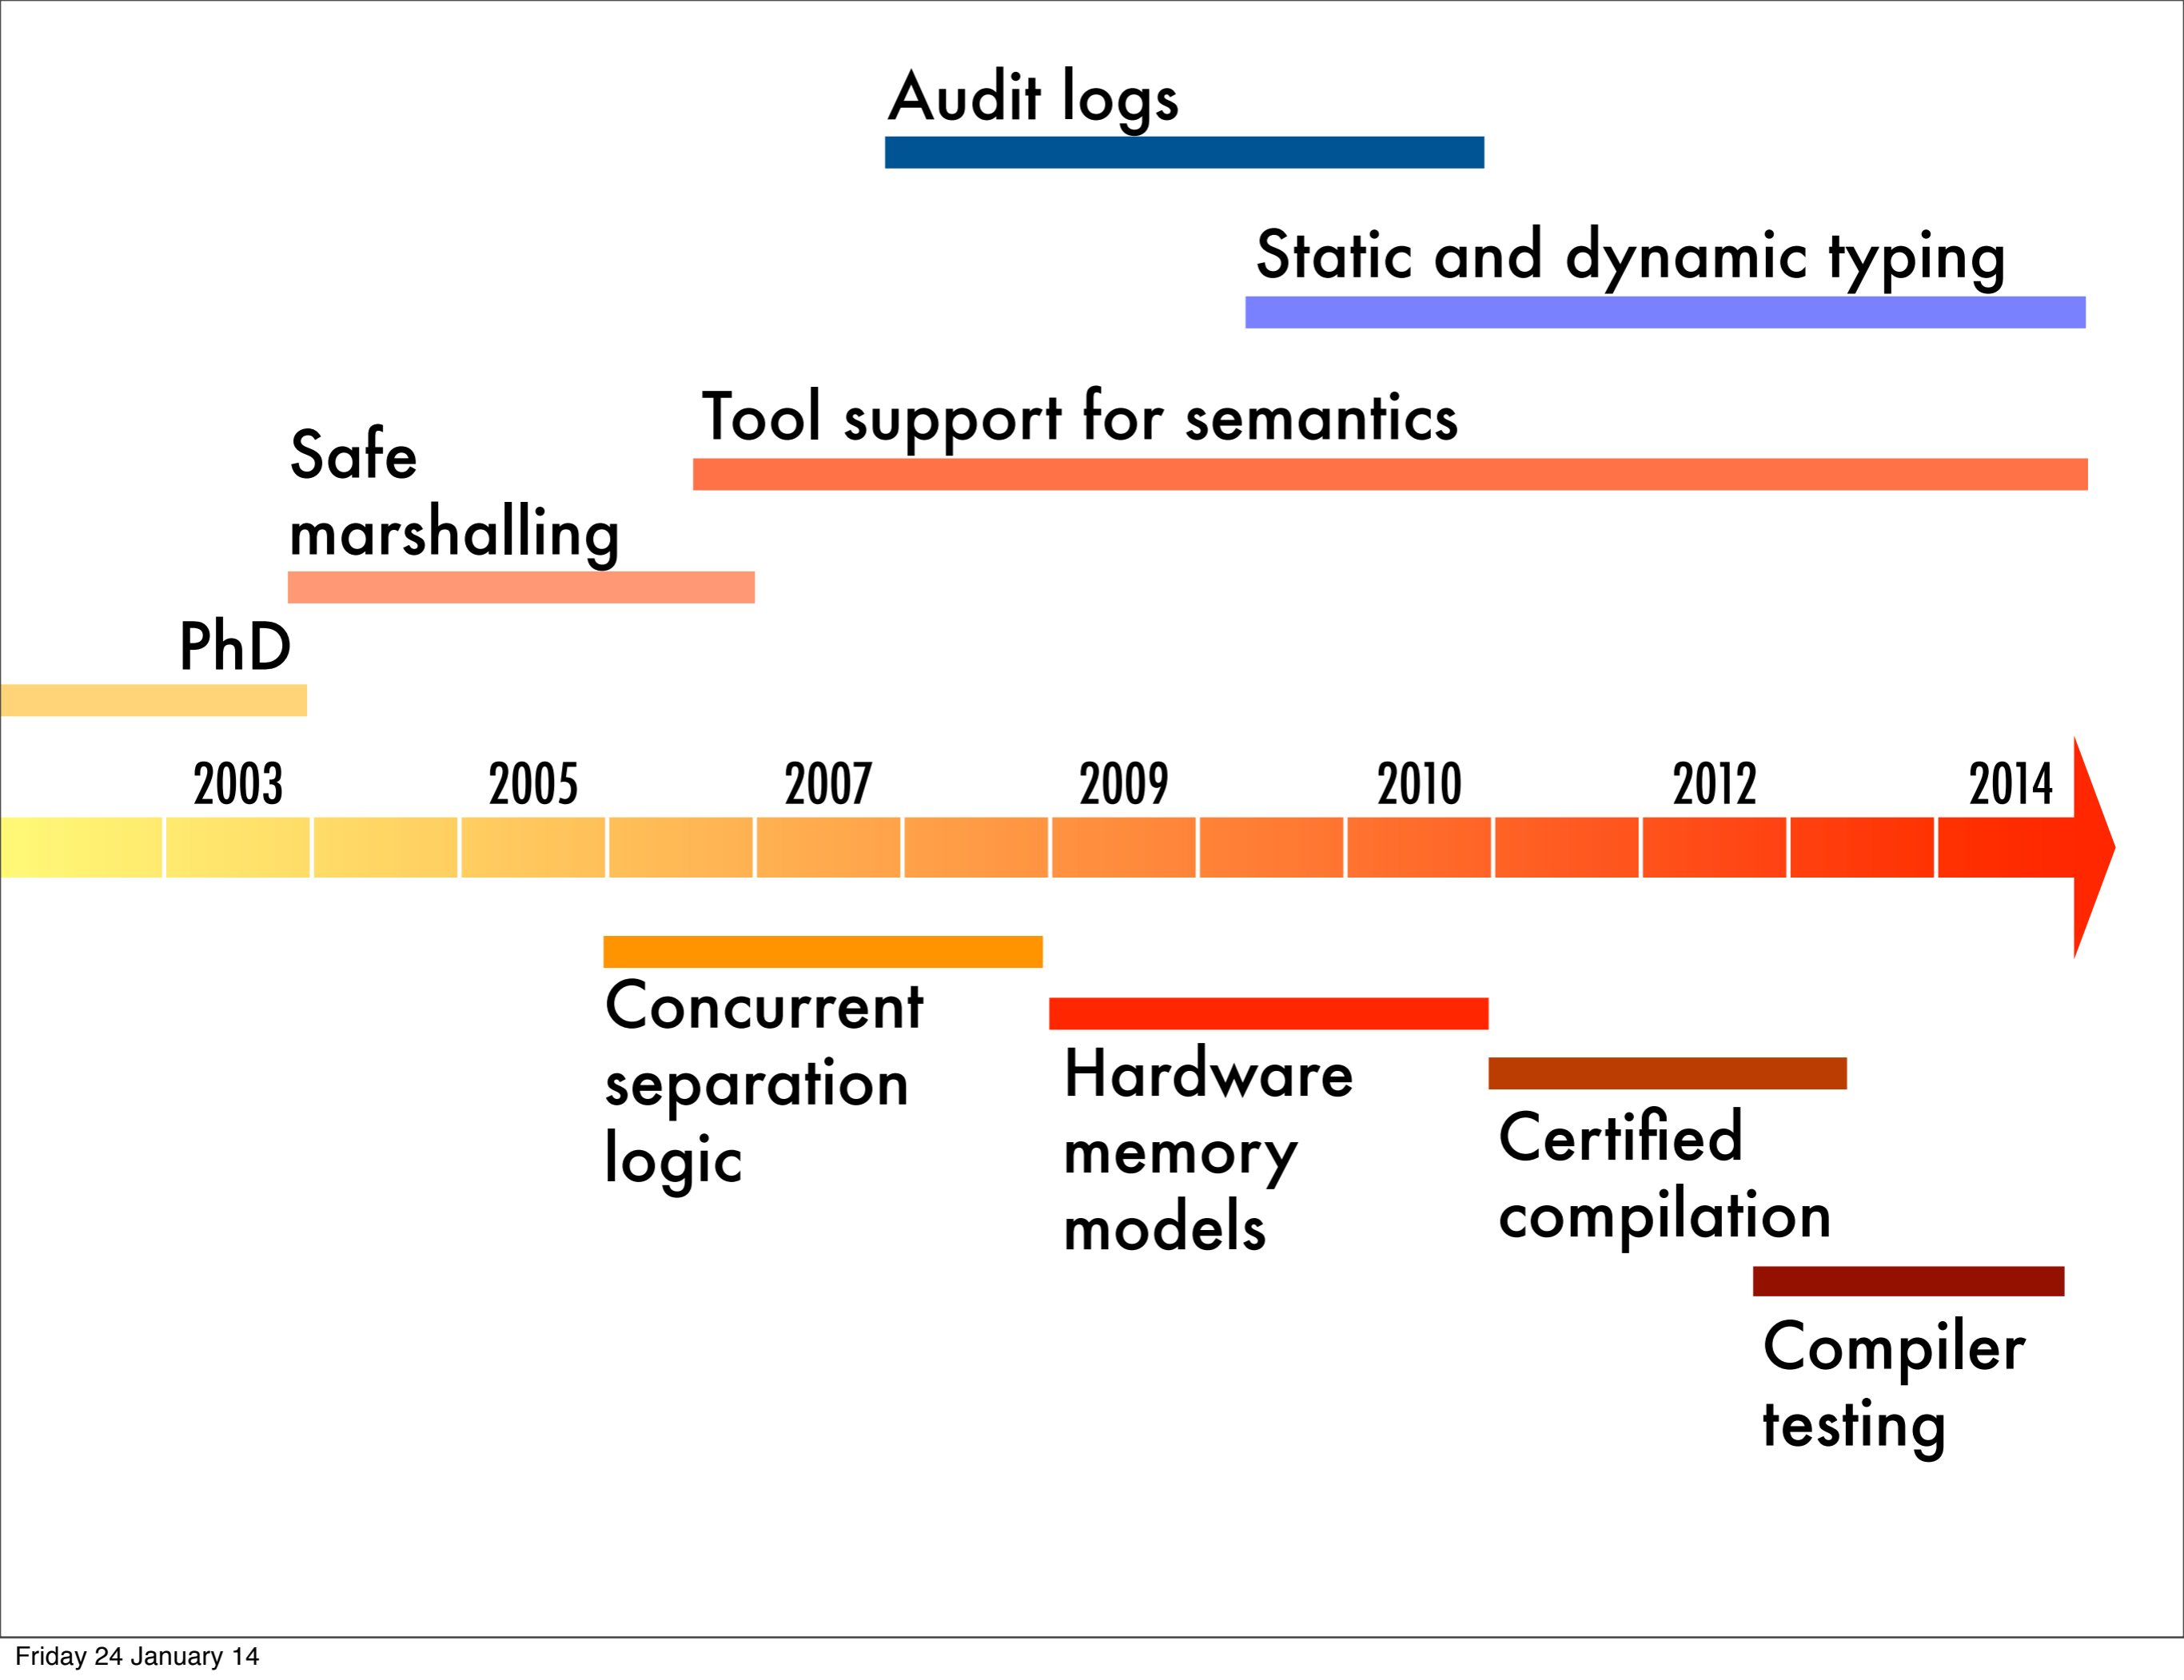 Audit logs
Static and dynamic typing
Tool support for semantics
Safe
marshalling
PhD
2003 2005 2007 2009 2010 2012 2014
Concurrent
separation
logic
Hardware
memory
models
Certified
compilation
Compiler
testing
Friday 24 January 14